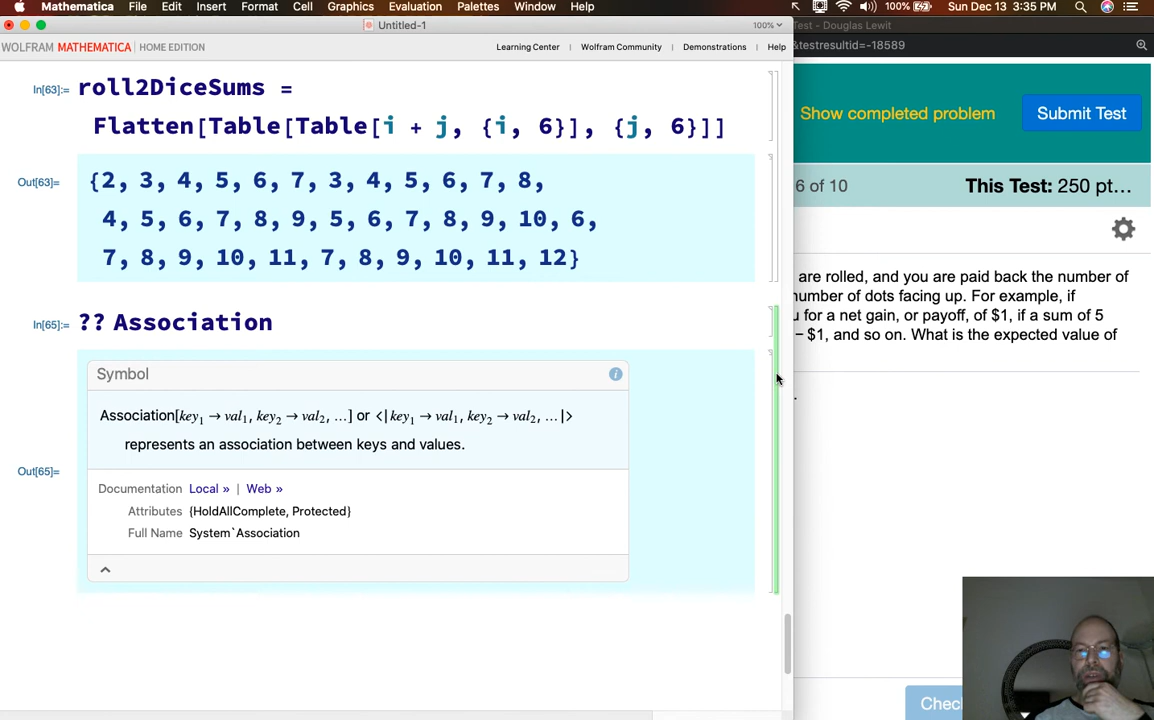 Mathematica File Edit Insert Format Cell Graphics Evaluation Palettes Window Help 100% Sun Dec 13 3:35 PM
Untitled-1
100%
Test - Douglas Lewit
WOLFRAM MATHEMATICA | HOME EDITION
Learning Center | Wolfram Community | Demonstrations | Help
&testresultid=-18589
In[63]:= roll2DiceSums =
Flatten[Table[Table[i + j, {i, 6}], {j, 6}]]
Out[63]= {2, 3, 4, 5, 6, 7, 3, 4, 5, 6, 7, 8,
4, 5, 6, 7, 8, 9, 5, 6, 7, 8, 9, 10, 6,
7, 8, 9, 10, 11, 7, 8, 9, 10, 11, 12}
In[65]:= ?? Association
Out[65]=
Symbol
Association[key1 → val1, key2 → val2, …] or <|key1 → val1, key2 → val2, …|>
represents an association between keys and values.
Documentation Local » | Web »
Attributes {HoldAllComplete, Protected}
Full Name System`Association
Show completed problem
Submit Test
6 of 10
This Test: 250 pt...
are rolled, and you are paid back the number of
number of dots facing up. For example, if
u for a net gain, or payoff, of $1, if a sum of 5
– $1, and so on. What is the expected value of
.
Chec